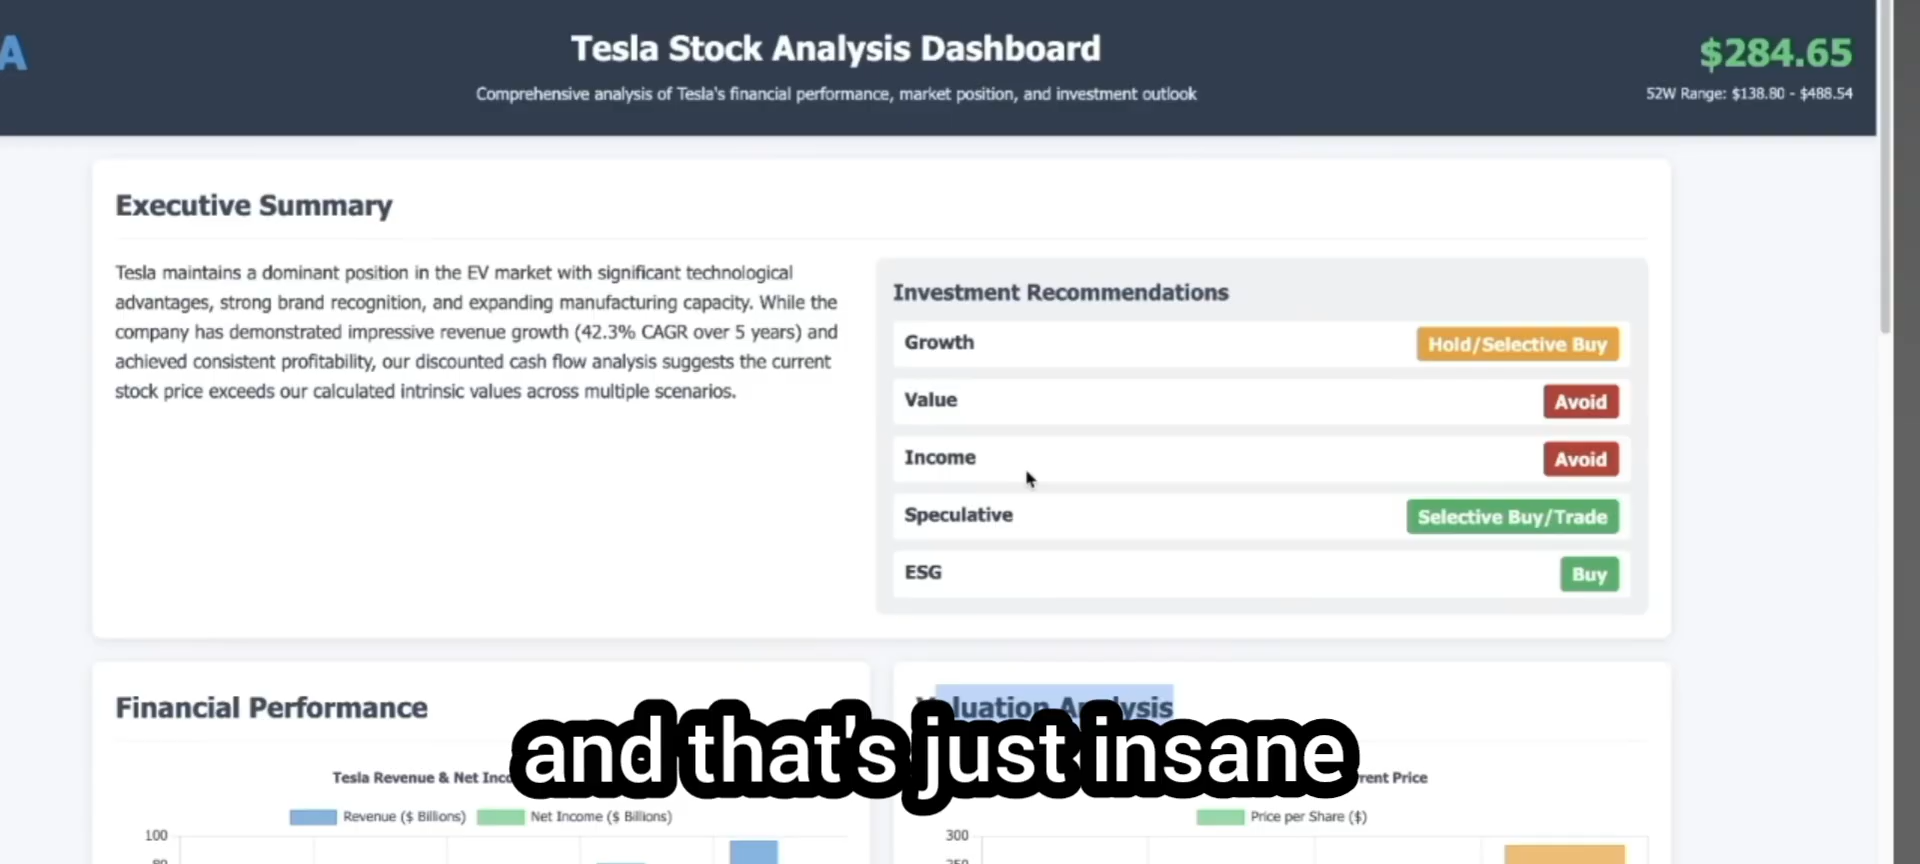 A
Tesla Stock Analysis Dashboard
Comprehensive analysis of Tesla's financial performance, market position, and investment outlook
$284.65
52W Range: $138.80 - $488.54
Executive Summary
Tesla maintains a dominant position in the EV market with significant technological
advantages, strong brand recognition, and expanding manufacturing capacity. While the
company has demonstrated impressive revenue growth (42.3% CAGR over 5 years) and
achieved consistent profitability, our discounted cash flow analysis suggests the current
stock price exceeds our calculated intrinsic values across multiple scenarios.
Investment Recommendations
Growth Hold/Selective Buy
Value Avoid
Income Avoid
Speculative Selective Buy/Trade
ESG Buy
Financial Performance
Valuation Analysis
and that's just insane
Tesla Revenue & Net
Price
Revenue ($ Billions) Net Income ($ Billions)
Price per Share ($)
100
300